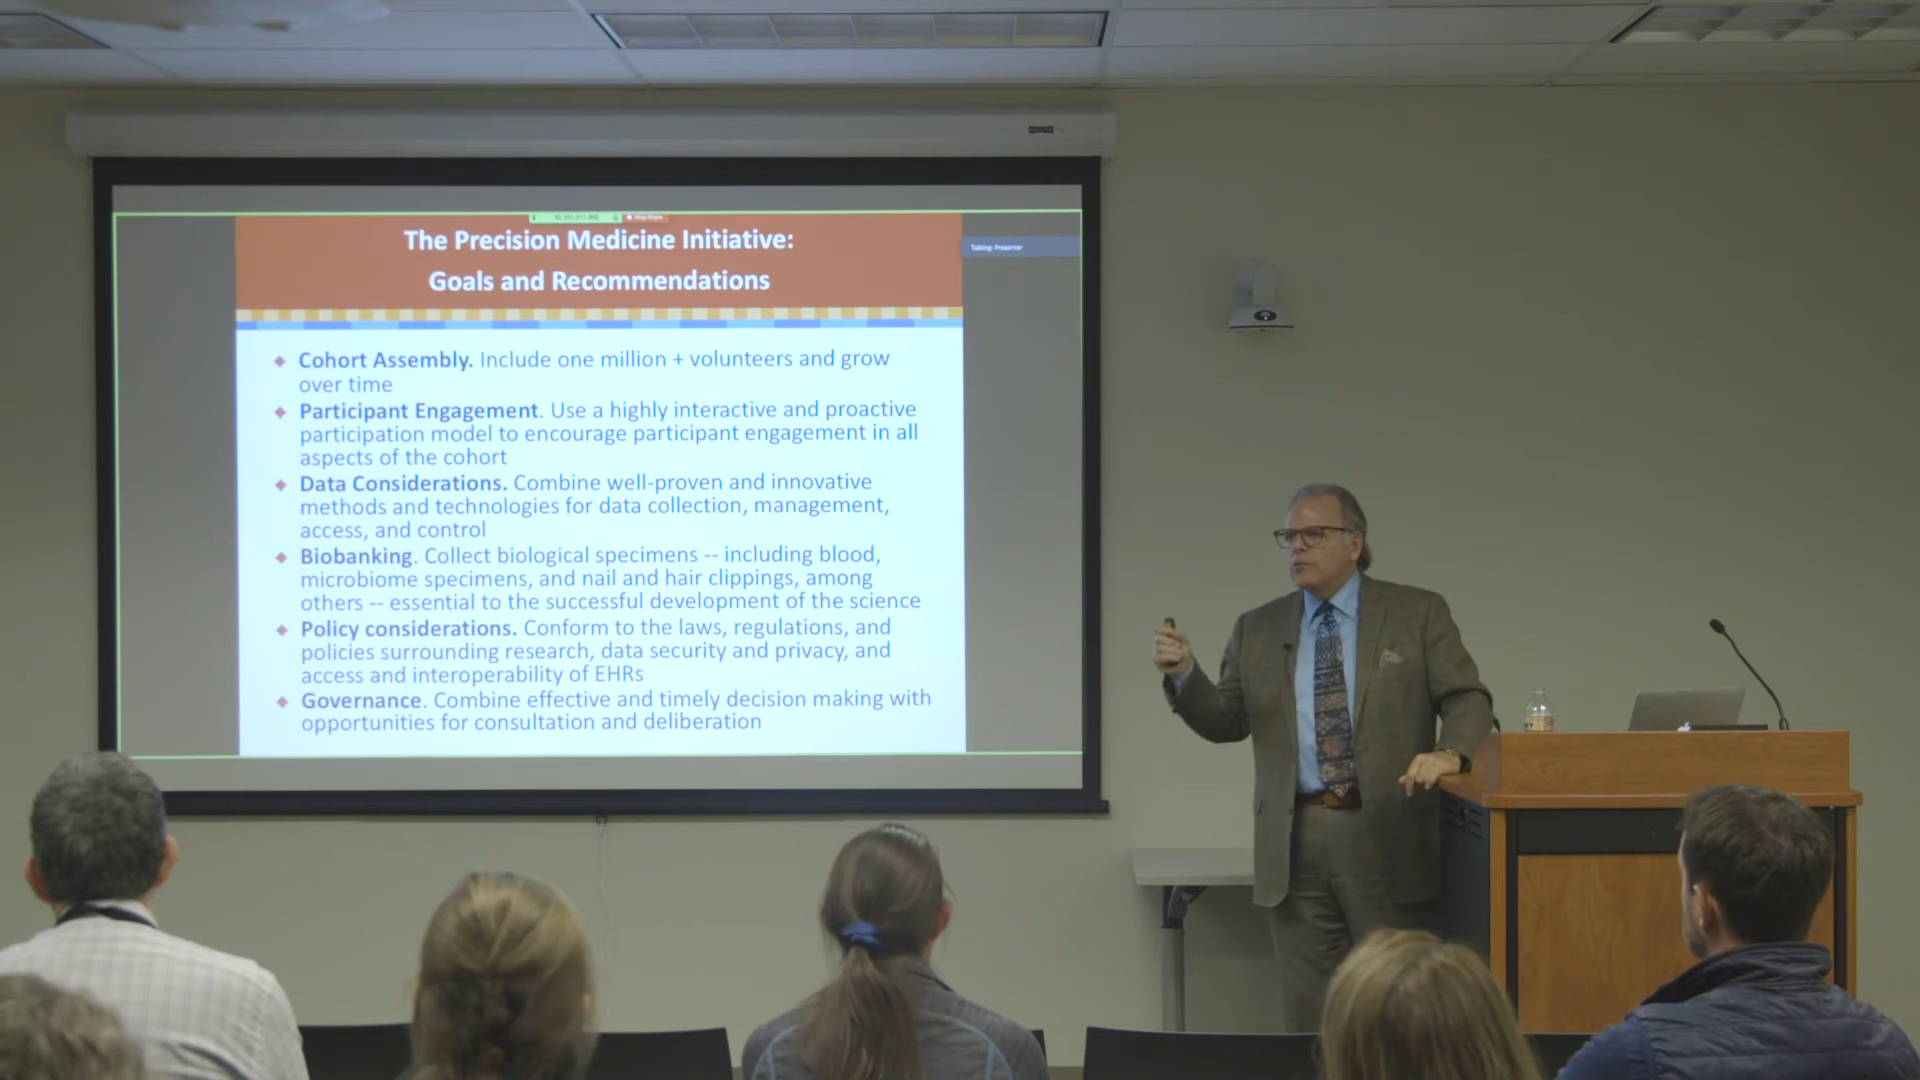 The Precision Medicine Initiative:
Goals and Recommendations
Talking: Presenter
Cohort Assembly. Include one million + volunteers and grow
over time
Participant Engagement. Use a highly interactive and proactive
participation model to encourage participant engagement in all
aspects of the cohort
Data Considerations. Combine well-proven and innovative
methods and technologies for data collection, management,
access, and control
Biobanking. Collect biological specimens -- including blood,
microbiome specimens, and nail and hair clippings, among
others -- essential to the successful development of the science
Policy considerations. Conform to the laws, regulations, and
policies surrounding research, data security and privacy, and
access and interoperability of EHRs
Governance. Combine effective and timely decision making with
opportunities for consultation and deliberation